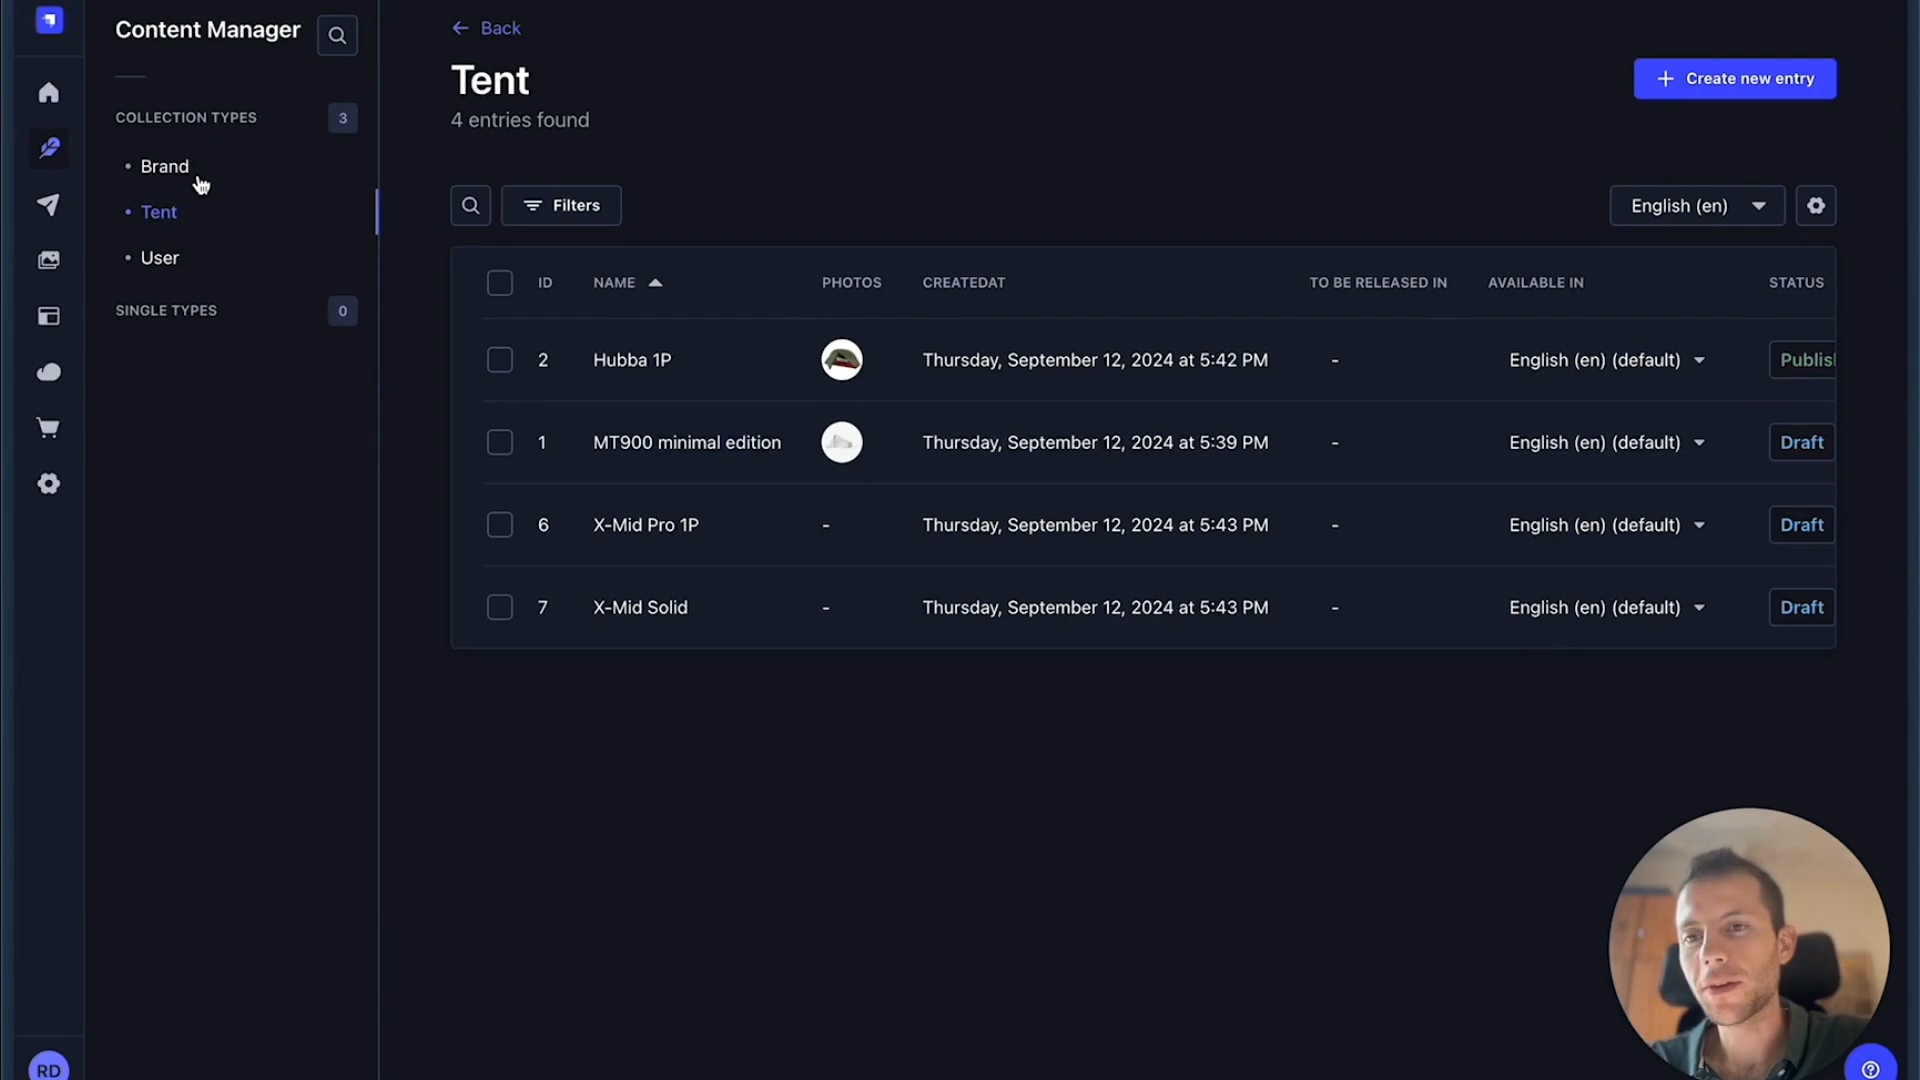 Content Manager
COLLECTION TYPES
3
Brand
Tent
User
SINGLE TYPES
0
RD
Back
Tent
4 entries found
Create new entry
Filters
English (en)
ID NAME PHOTOS CREATEDAT TO BE RELEASED IN AVAILABLE IN STATUS
2 Hubba 1P Thursday, September 12, 2024 at 5:42 PM - English (en) (default) Publis
1 MT900 minimal edition Thursday, September 12, 2024 at 5:39 PM - English (en) (default) Draft
6 X-Mid Pro 1P - Thursday, September 12, 2024 at 5:43 PM - English (en) (default) Draft
7 X-Mid Solid - Thursday, September 12, 2024 at 5:43 PM - English (en) (default) Draft